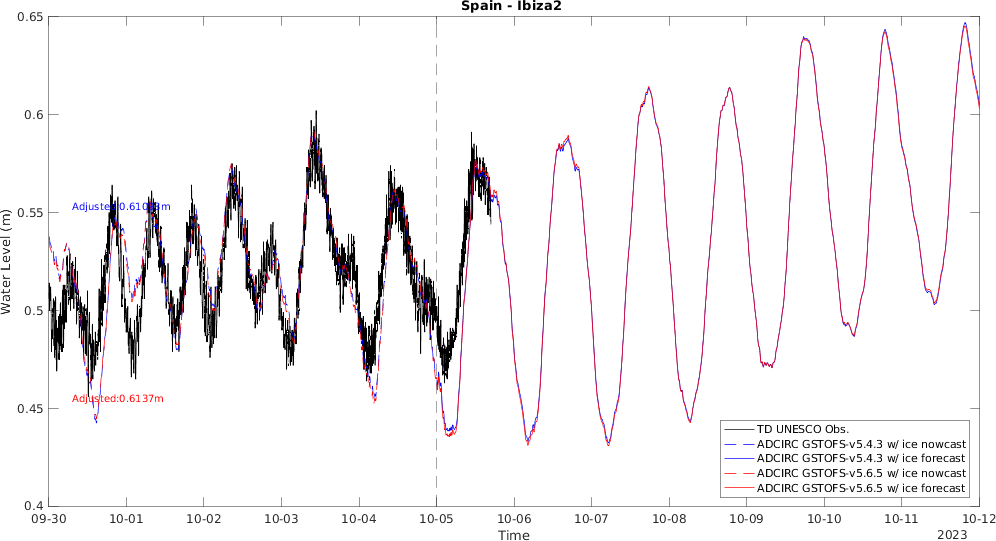 Spain - Ibiza2
0.65
0.6
0.55
0.5
0.45
0.4
Water Level (m)
Adjusted:0.6137m
09-30 10-01 10-02 10-03 10-04 10-05 10-06 10-07 10-08 10-09 10-10 10-11 10-12
Time
2023
TD UNESCO Obs.
ADCIRC GSTOFS-v5.4.3 w/ ice nowcast
ADCIRC GSTOFS-v5.4.3 w/ ice forecast
ADCIRC GSTOFS-v5.6.5 w/ ice nowcast
ADCIRC GSTOFS-v5.6.5 w/ ice forecast